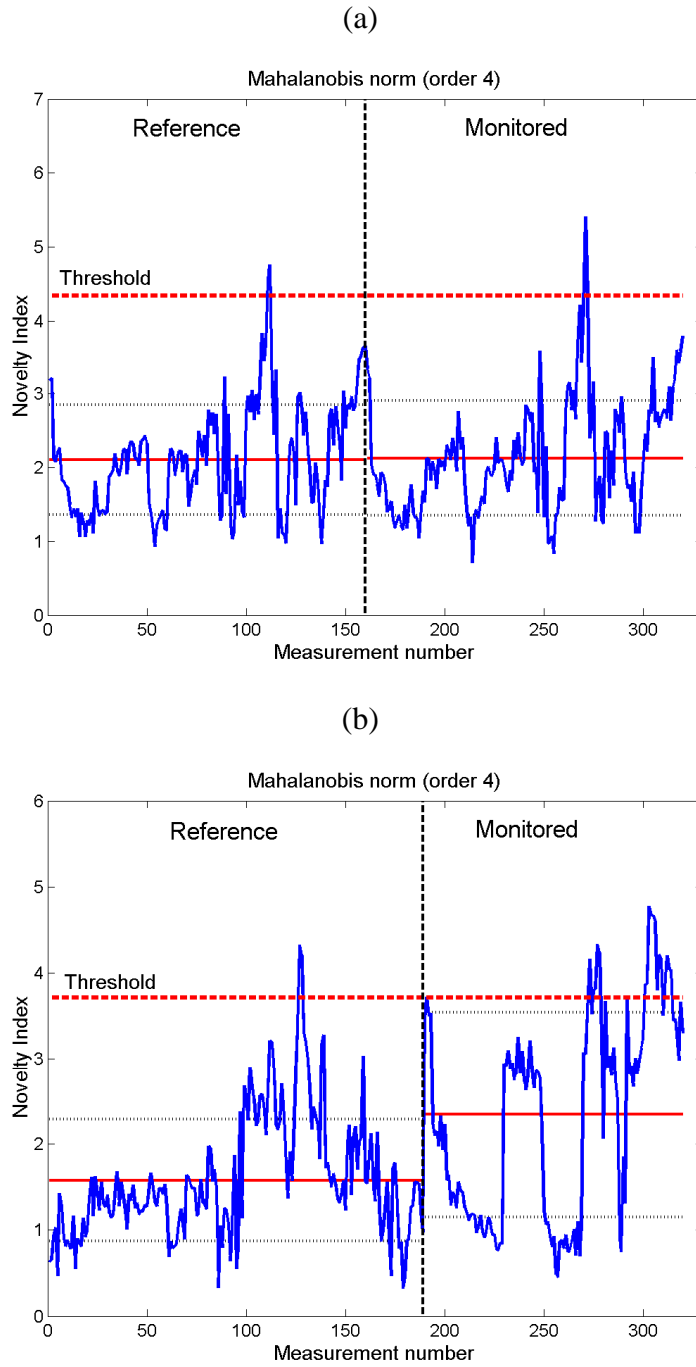 (a)
Mahalanobis norm (order 4)
7
6
5
4
3
2
1
0
Novelty Index
Reference
Monitored
Threshold
0 50 100 150 200 250 300
Measurement number
(b)
Mahalanobis norm (order 4)
6
5
4
3
2
1
0
Novelty Index
Reference
Monitored
Threshold
0 50 100 150 200 250 300
Measurement number